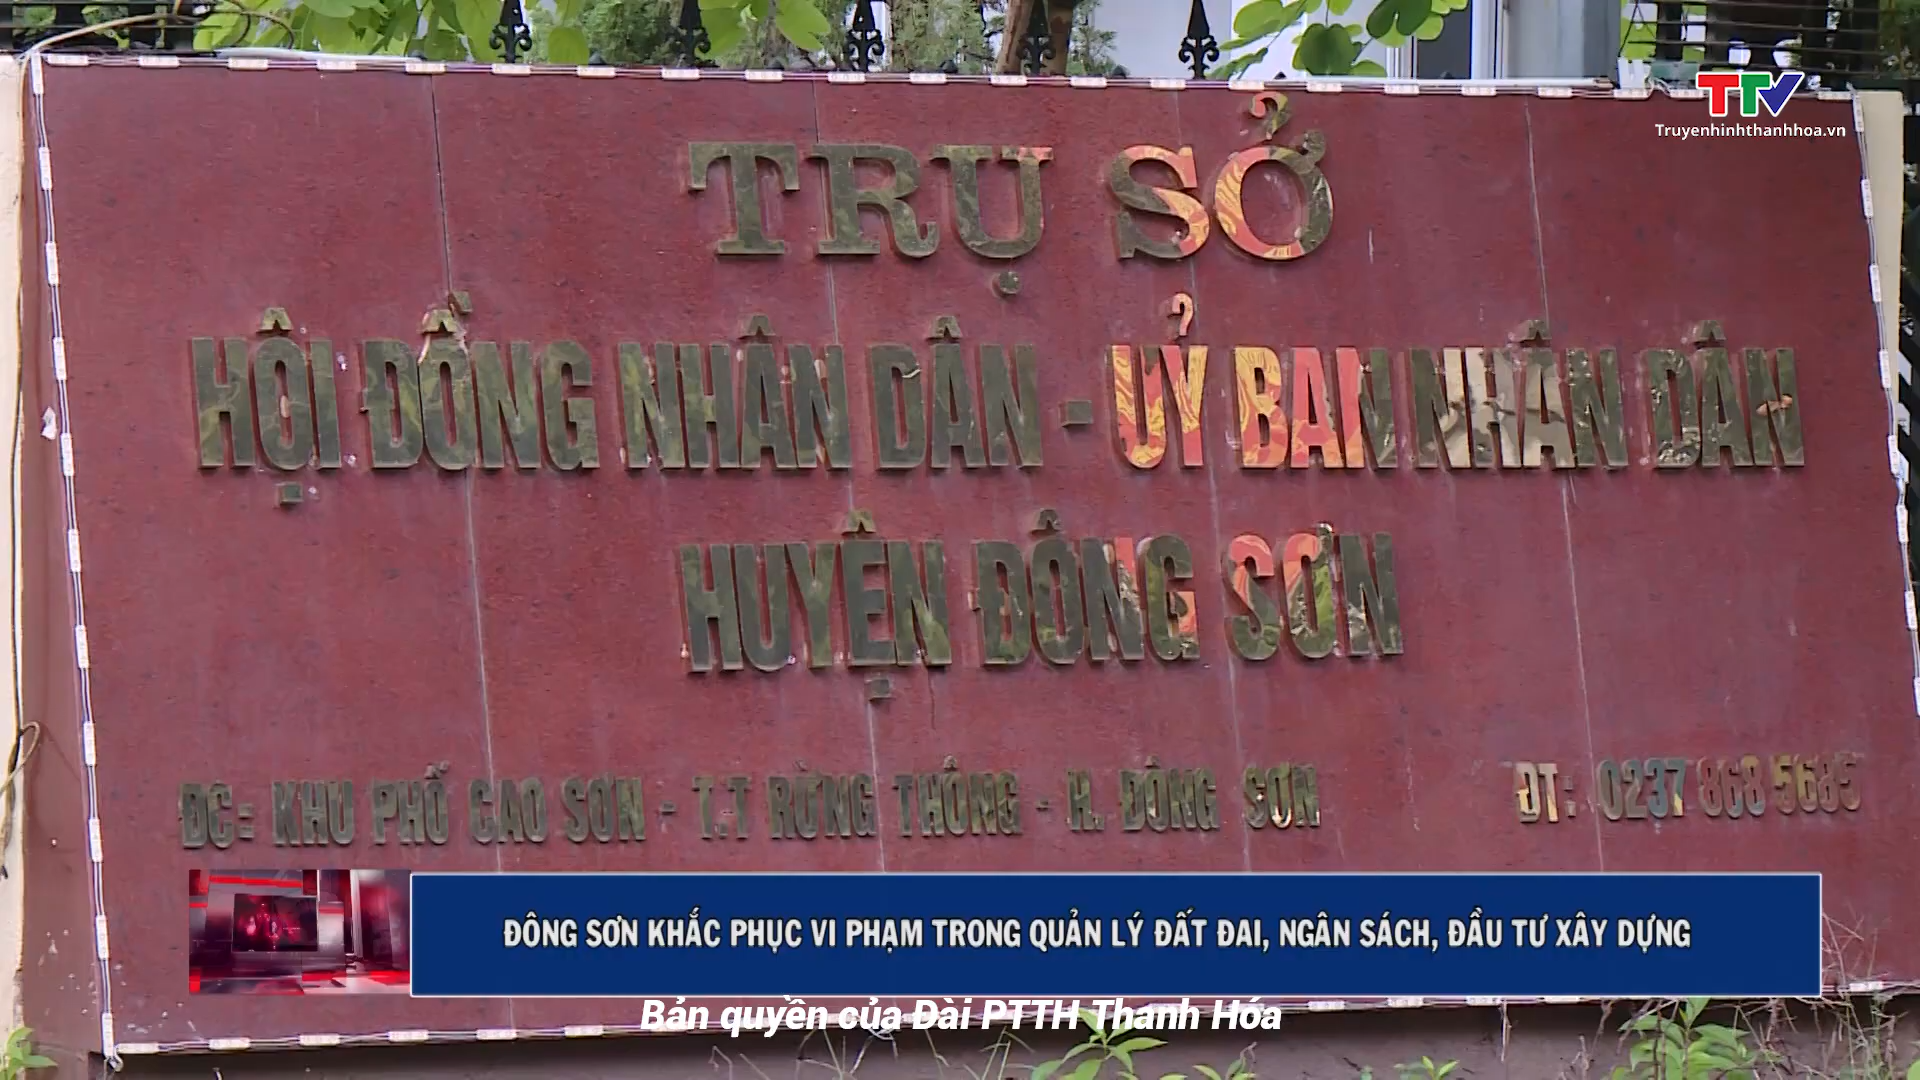 TTV
Truyenhinhthanhhoa.vn
TRỤ SỞ
HỘI ĐỒNG NHÂN DÂN - UỶ BAN NHÂN DÂN
HUYỆN ĐÔNG SƠN
ĐC: KHU PHỐ CAO SƠN - T.T RỪNG THÔNG - H. ĐÔNG SƠN
ĐT: 0237 868 5685
ĐÔNG SƠN KHẮC PHỤC VI PHẠM TRONG QUẢN LÝ ĐẤT ĐAI, NGÂN SÁCH, ĐẦU TƯ XÂY DỰNG
Bản quyền của Đài PTTH Thanh Hóa